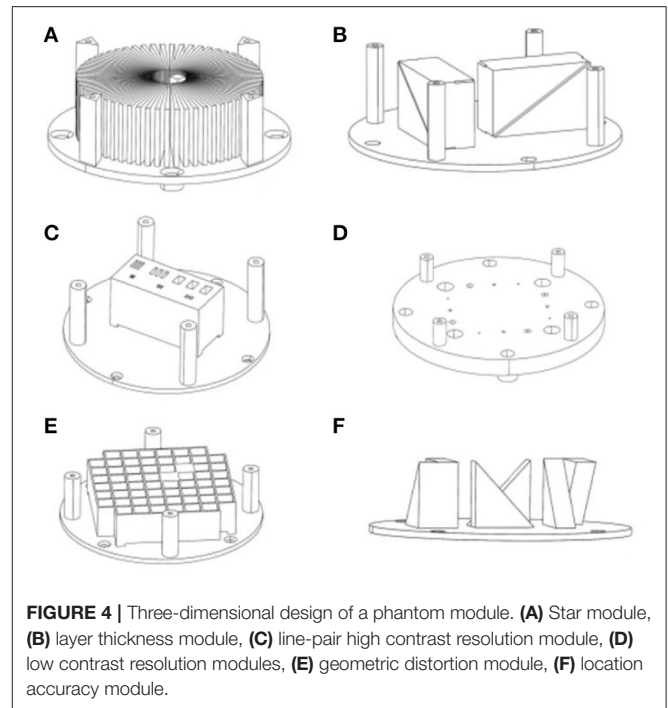 A
B
C
D
E
F
FIGURE 4 | Three-dimensional design of a phantom module. (A) Star module,
(B) layer thickness module, (C) line-pair high contrast resolution module, (D)
low contrast resolution modules, (E) geometric distortion module, (F) location
accuracy module.